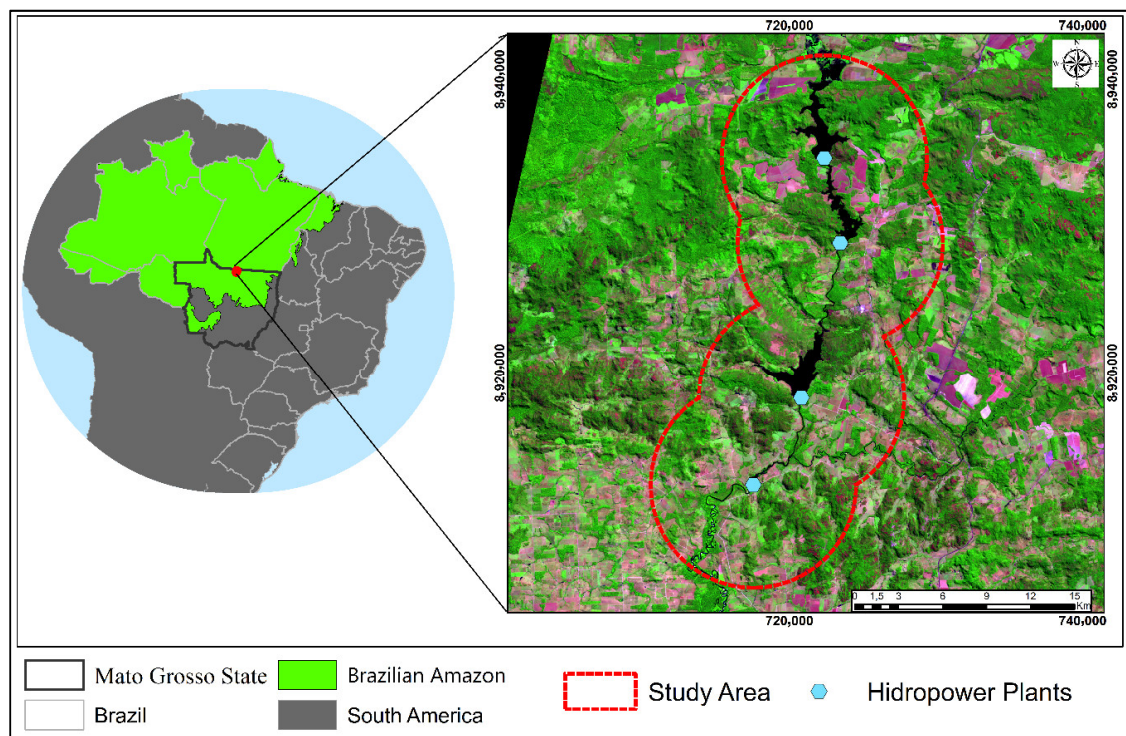 720,000 740,000
N
W E
S
8,940,000 8,940,000
8,920,000 8,920,000
0 1,5 3 6 9 12 15
Km
720,000 740,000
Mato Grosso State Brazilian Amazon Study Area Hidropower Plants
Brazil South America